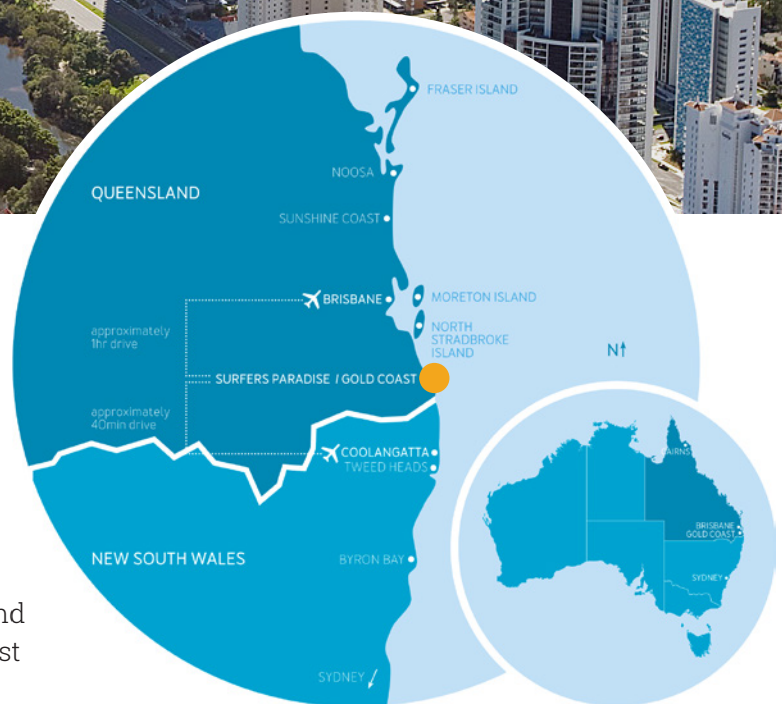 FRASER ISLAND
NOOSA
QUEENSLAND
SUNSHINE COAST
BRISBANE
MORETON ISLAND
NORTH
STRADBROKE
ISLAND
approximately
1hr drive
N
SURFERS PARADISE / GOLD COAST
approximately
40min drive
COOLANGATTA
TWEED HEADS
NEW SOUTH WALES
BYRON BAY
SYDNEY
CAIRNS
BRISBANE
GOLD COAST
SYDNEY
nd
st